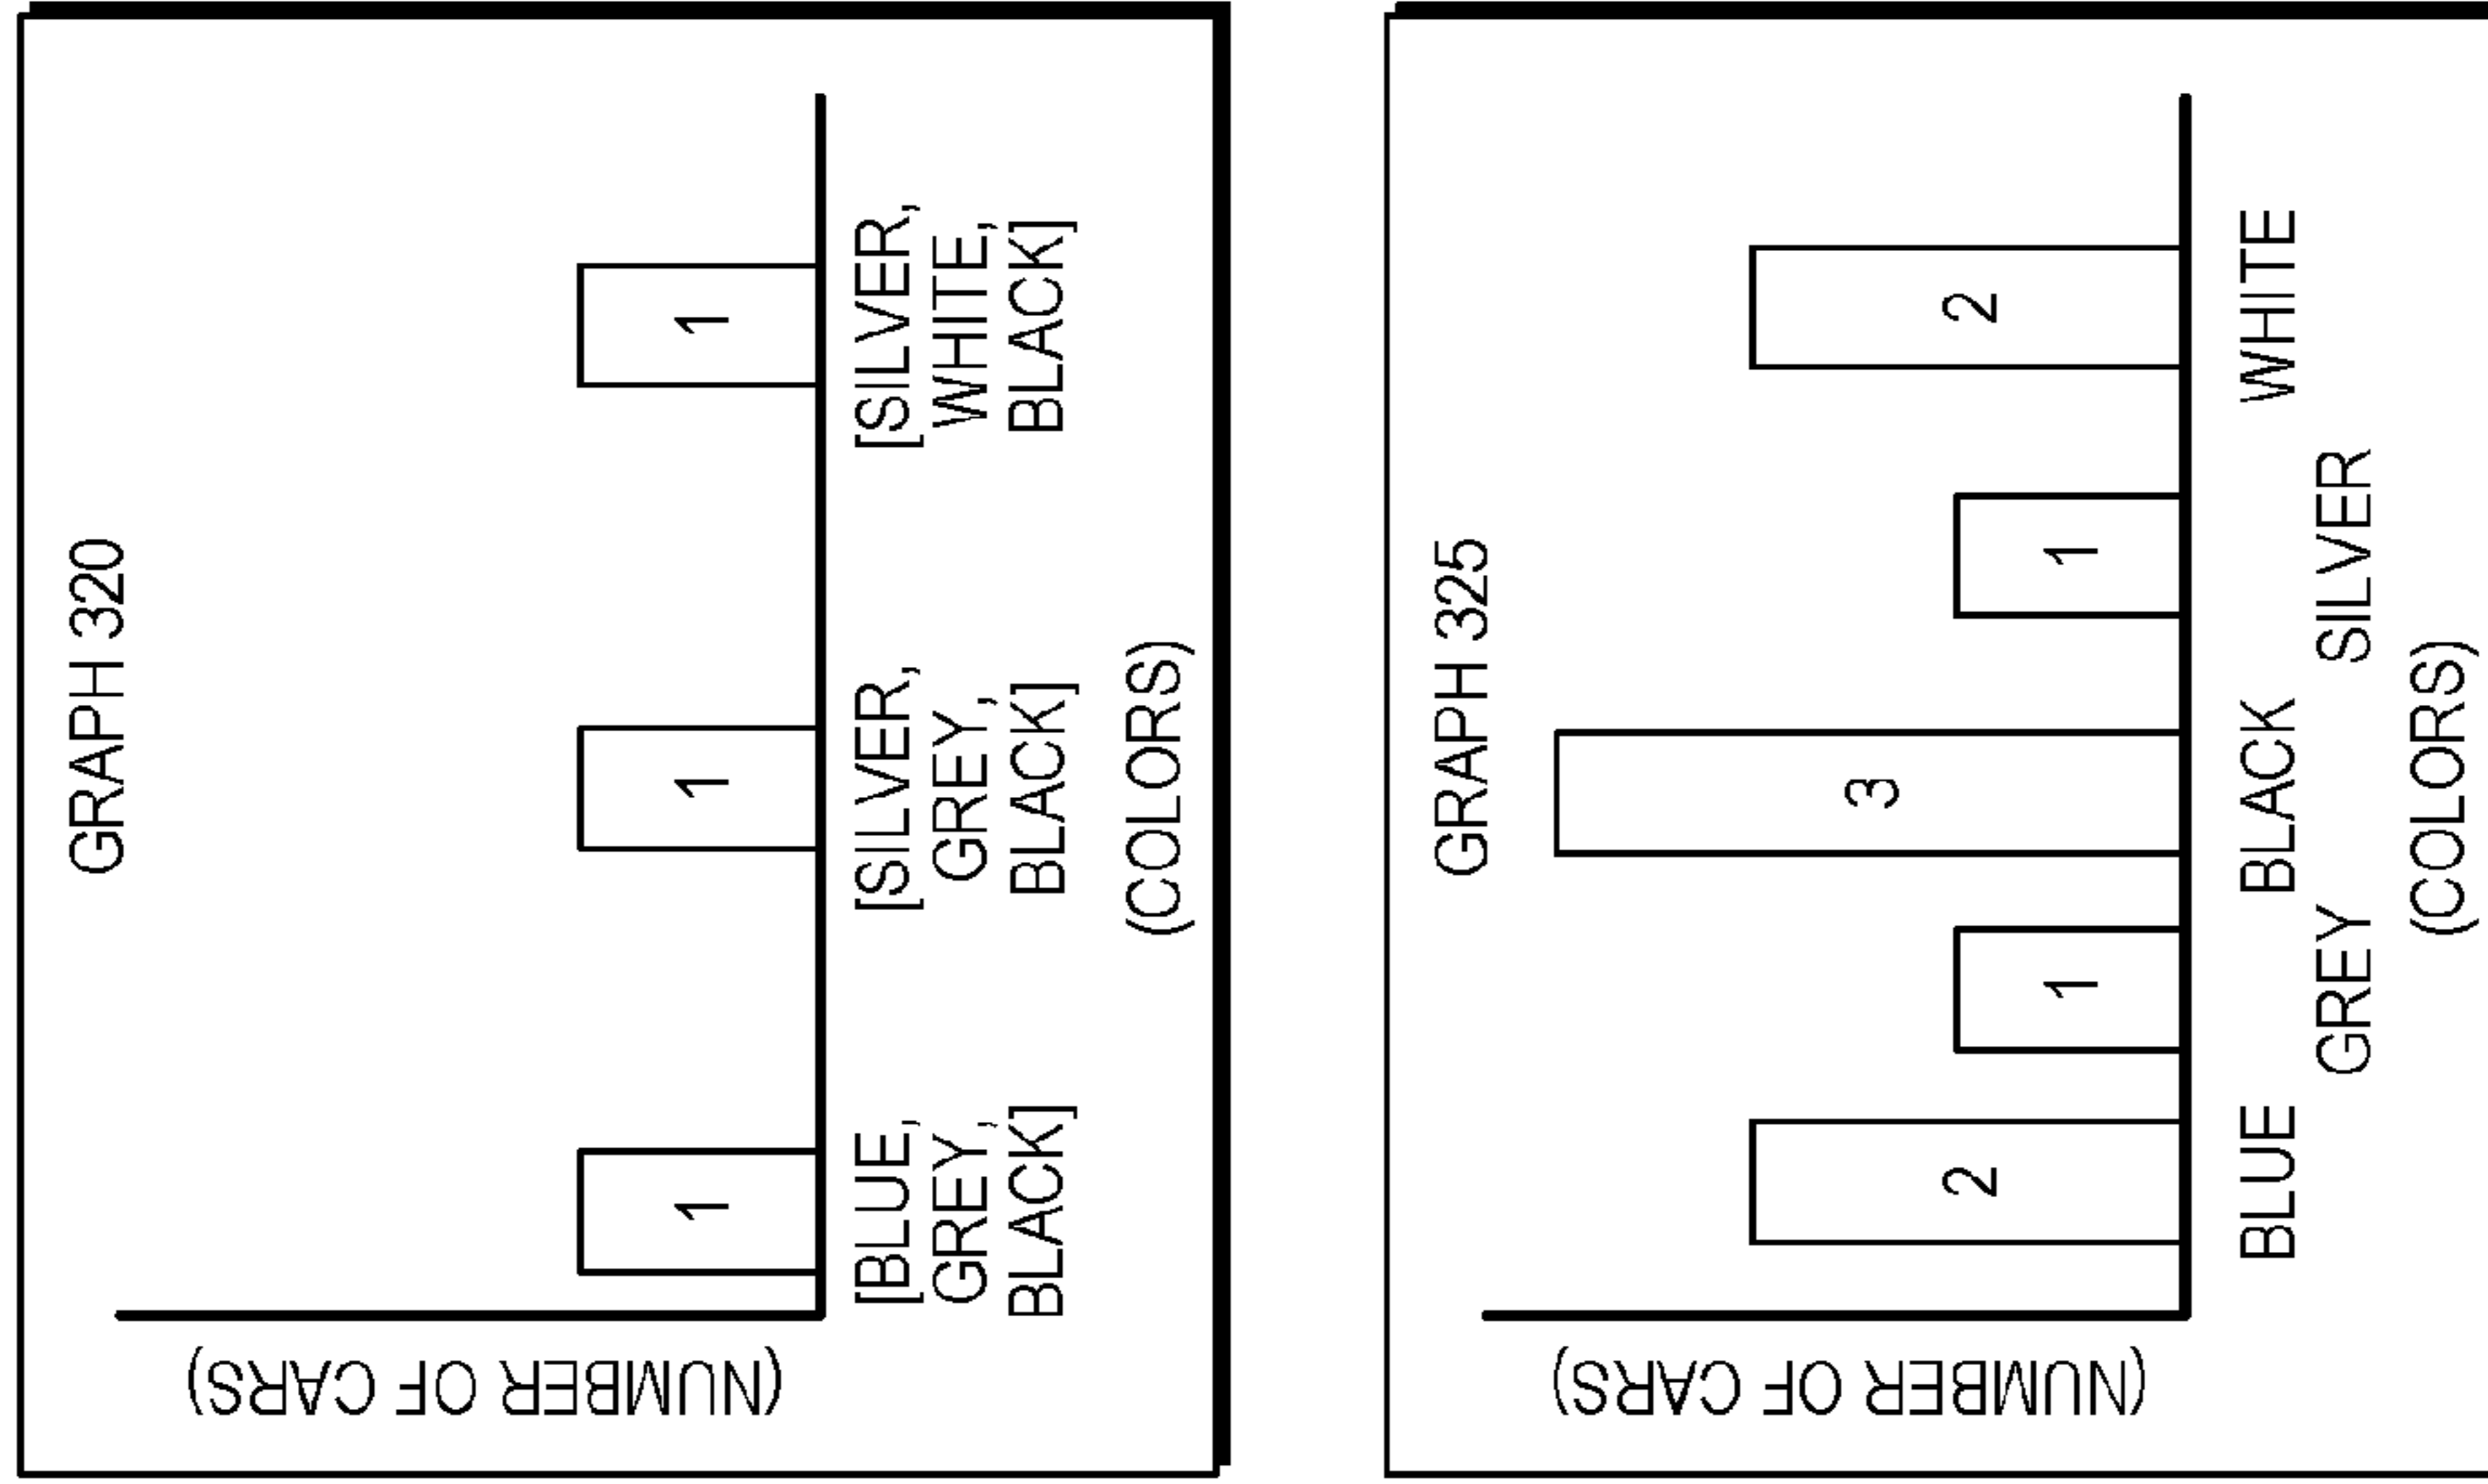 GRAPH 320
(NUMBER OF CARS)
1
1
1
[BLUE,
GREY,
BLACK]
[SILVER,
GREY,
BLACK]
[SILVER,
WHITE,
BLACK]
(COLORS)
GRAPH 325
(NUMBER OF CARS)
2
1
3
1
2
BLUE
GREY
BLACK
SILVER
WHITE
(COLORS)